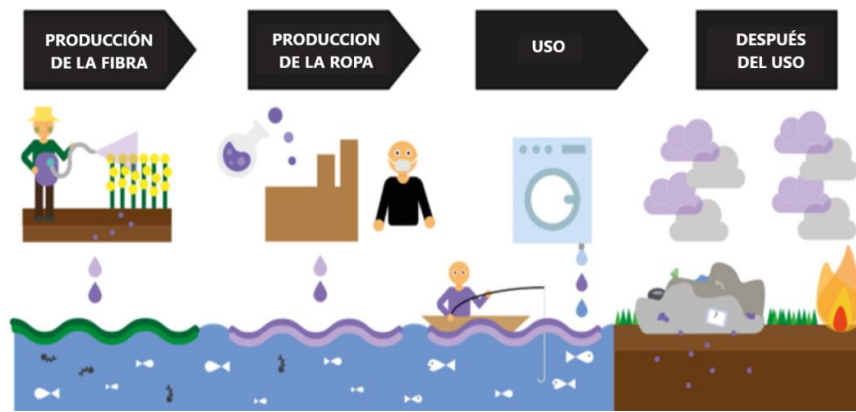 PRODUCCIÓN
DE LA FIBRA
PRODUCCION
DE LA ROPA
USO
DESPUÉS
DEL USO